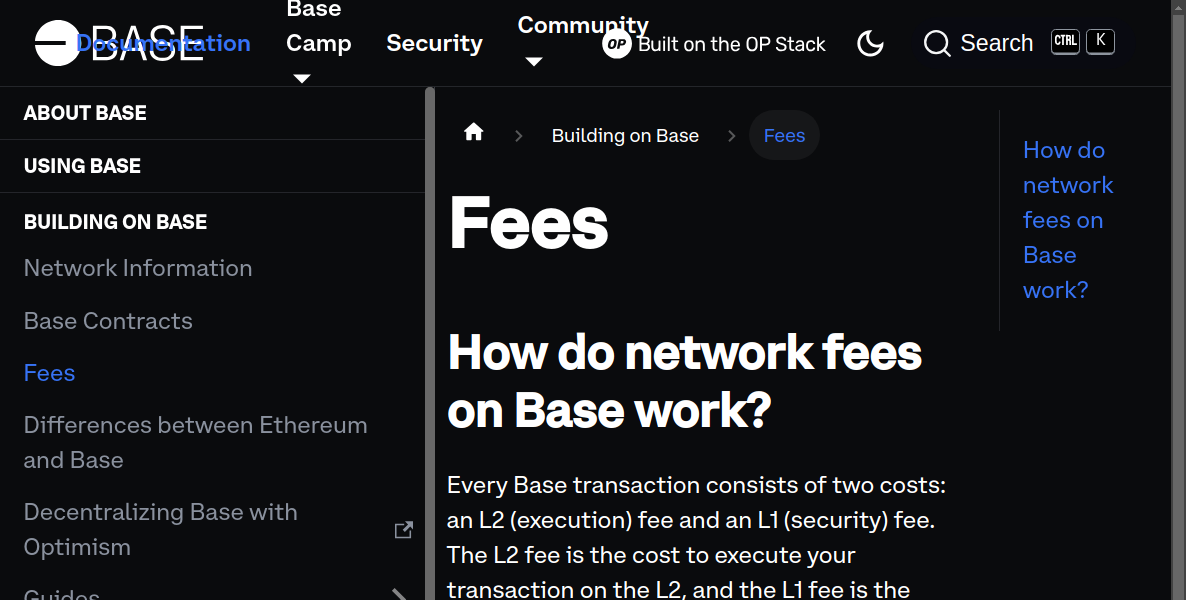 BASE
Documentation
Base
Camp
Security
Community
OP Built on the OP Stack
Search CTRL K
ABOUT BASE
USING BASE
BUILDING ON BASE
Network Information
Base Contracts
Fees
Differences between Ethereum
and Base
Decentralizing Base with
Optimism
Guides
Building on Base
Fees
Fees
How do network fees
on Base work?
Every Base transaction consists of two costs:
an L2 (execution) fee and an L1 (security) fee.
The L2 fee is the cost to execute your
transaction on the L2, and the L1 fee is the
How do
network
fees on
Base
work?